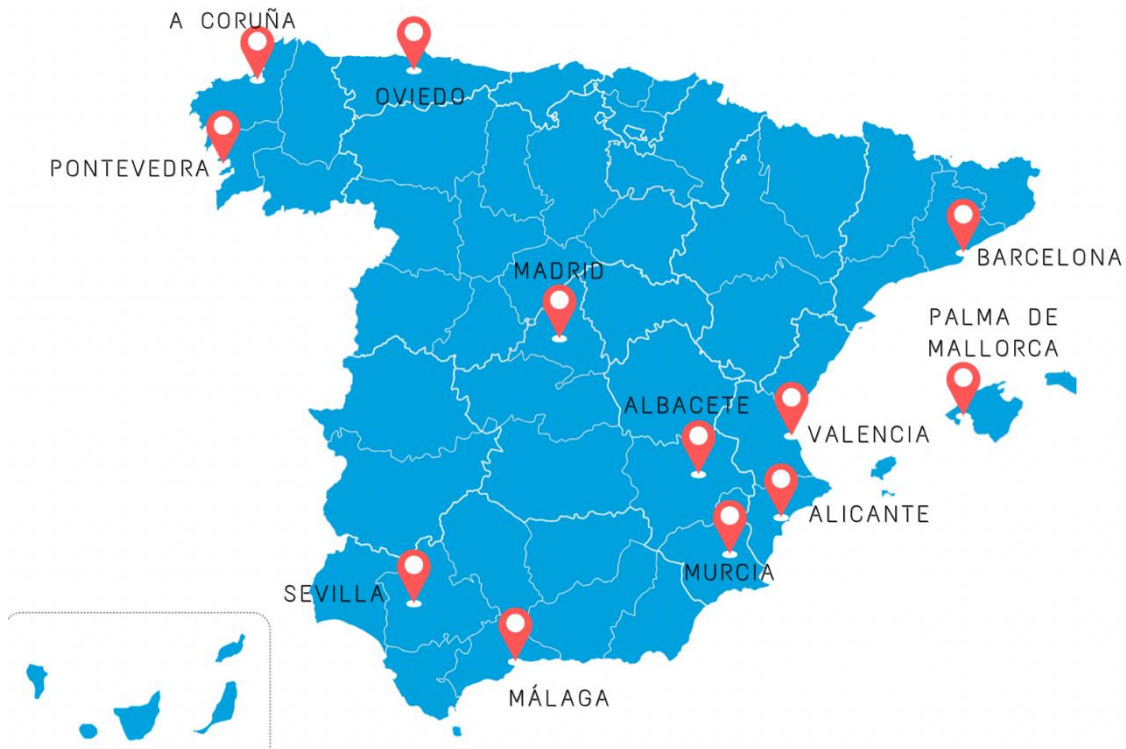 A CORUÑA
OVIEDO
PONTEVEDRA
BARCELONA
MADRID
PALMA DE
MALLORCA
ALBACETE
VALENCIA
ALICANTE
MURCIA
SEVILLA
MÁLAGA